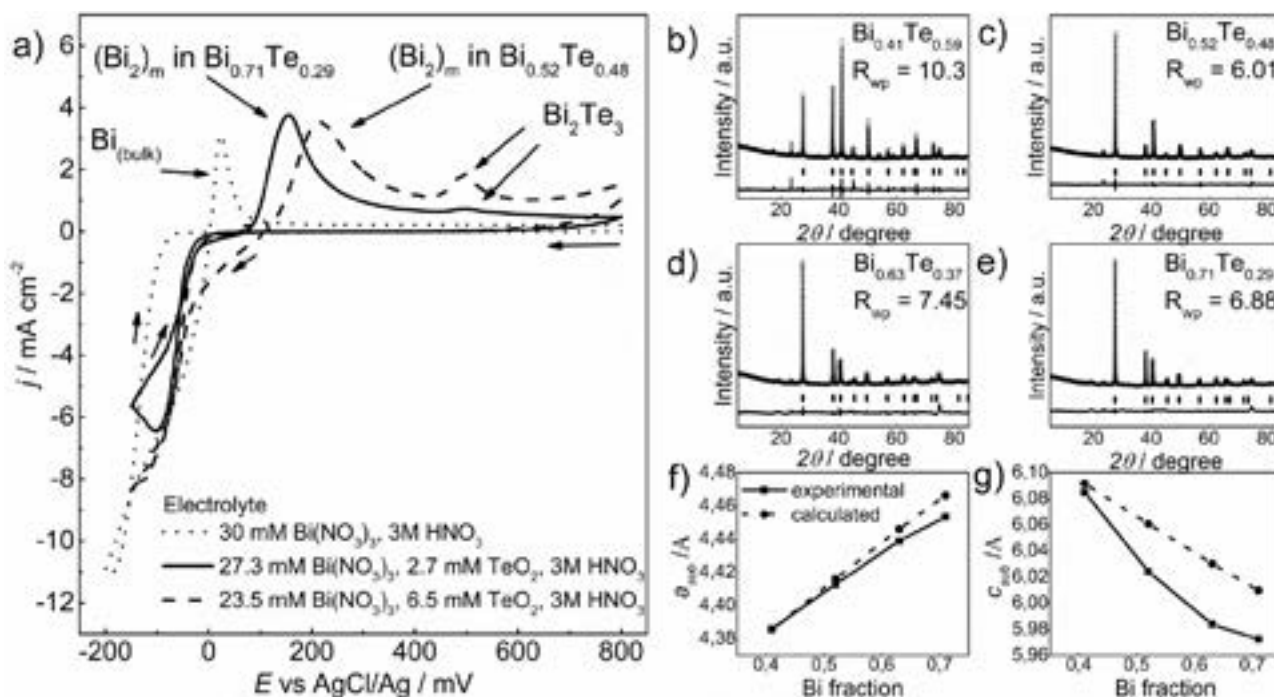 a)
6
4
2
0
-2
-4
-6
-8
-10
-12
j / mA cm⁻²
(Bi₂)ₘ in Bi₀.₇₁Te₀.₂₉
(Bi₂)ₘ in Bi₀.₅₂Te₀.₄₈
Bi(bulk)
Bi₂Te₃
Electrolyte
30 mM Bi(NO₃)₃, 3M HNO₃
27.3 mM Bi(NO₃)₃, 2.7 mM TeO₂, 3M HNO₃
23.5 mM Bi(NO₃)₃, 6.5 mM TeO₂, 3M HNO₃
-200 0 200 400 600 800
E vs AgCl/Ag / mV
b)
Intensity / a.u.
Bi₀.₄₁Te₀.₅₉
R_wp = 10.3
20 40 60 80
2θ / degree
c)
Intensity / a.u.
Bi₀.₅₂Te₀.₄₈
R_wp = 6.01
20 40 60 80
2θ / degree
d)
Intensity / a.u.
Bi₀.₆₃Te₀.₃₇
R_wp = 7.45
20 40 60 80
2θ / degree
e)
Intensity / a.u.
Bi₀.₇₁Te₀.₂₉
R_wp = 6.88
20 40 60 80
2θ / degree
f)
4,48
4,46
4,44
4,42
4,40
4,38
a_sub /Å
experimental
calculated
0,4 0,5 0,6 0,7
Bi fraction
g)
6,10
6,08
6,06
6,04
6,02
6,00
5,98
5,96
c_sub /Å
0,4 0,5 0,6 0,7
Bi fraction